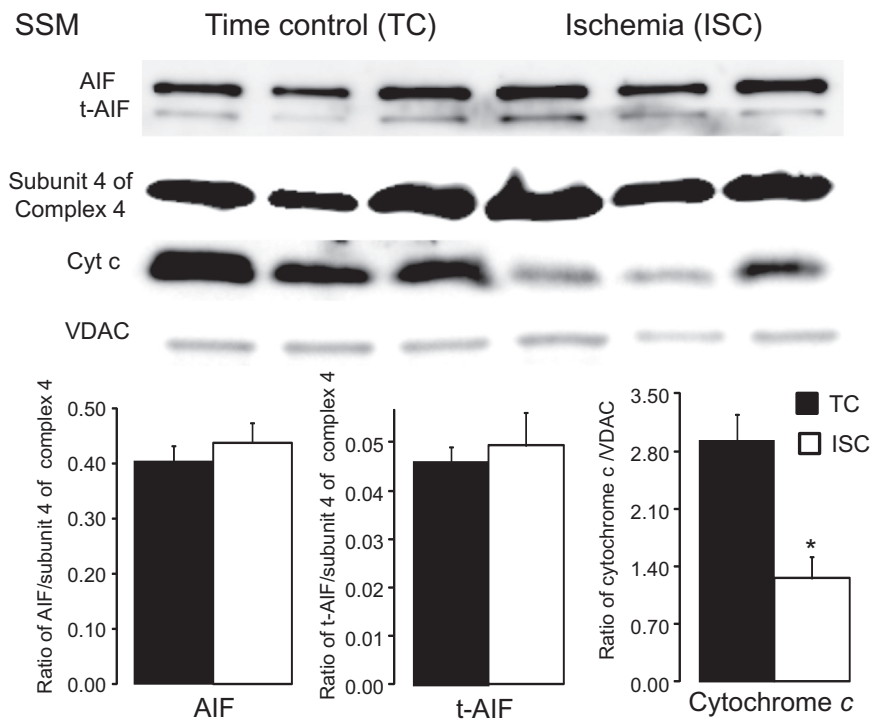 SSM Time control (TC) Ischemia (ISC)
AIF
t-AIF
Subunit 4 of
Complex 4
Cyt c
VDAC
Ratio of AIF/subunit 4 of complex 4
0.50
0.40
0.30
0.20
0.10
0.00
AIF
Ratio of t-AIF/subunit 4 of complex 4
0.05
0.04
0.03
0.02
0.01
0.00
t-AIF
Ratio of cytochrome c /VDAC
3.50
2.80
2.10
1.40
0.70
0.00
*
Cytochrome c
TC
ISC